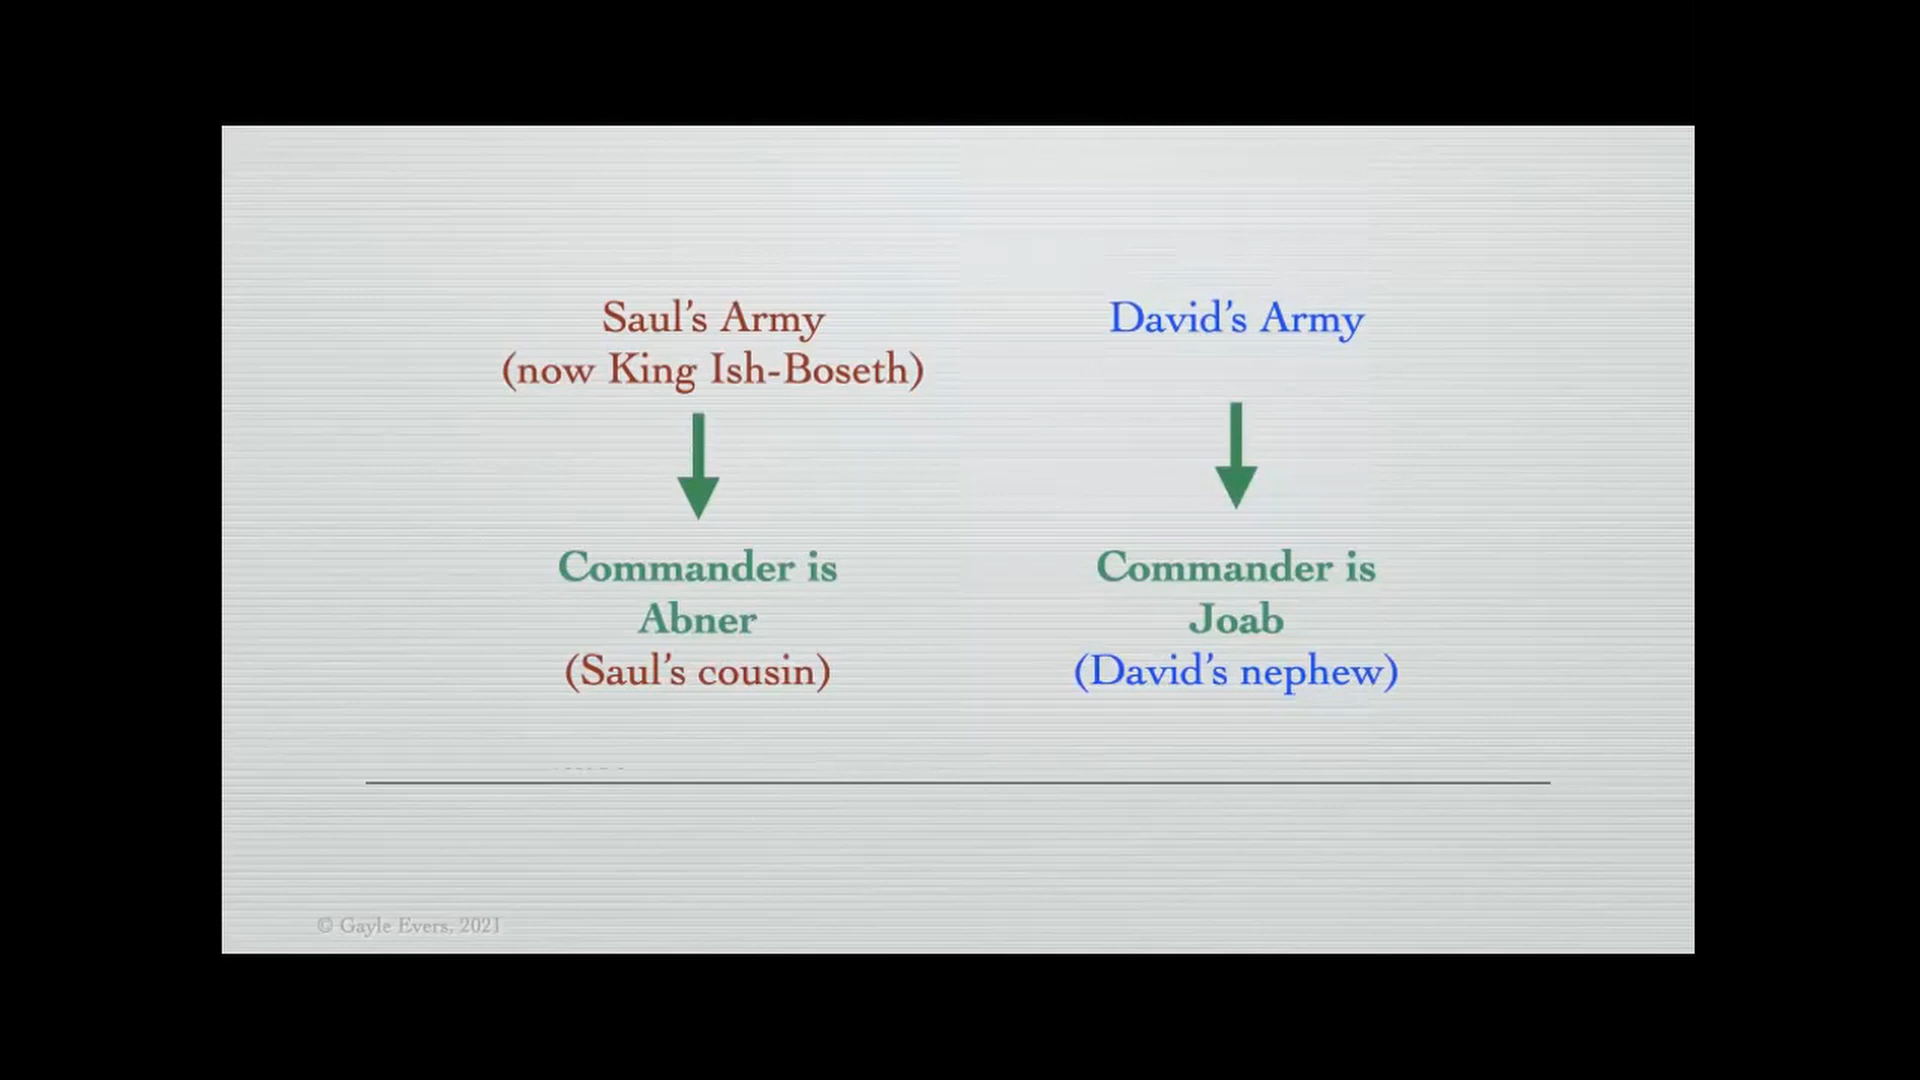 Saul's Army
(now King Ish-Boseth)
David's Army
Commander is
Abner
(Saul's cousin)
Commander is
Joab
(David's nephew)
© Gayle Evers, 2021